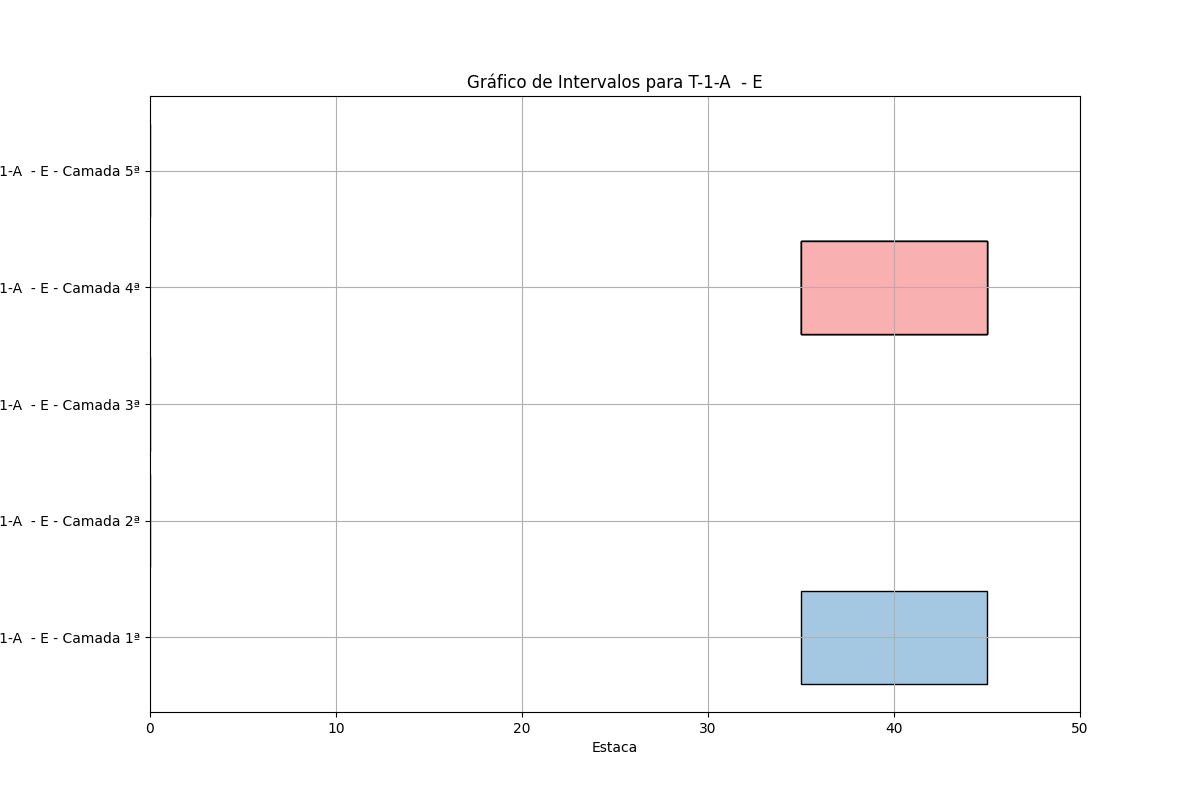 Gráfico de Intervalos para T-1-A  - E
1-A  - E - Camada 5ª
1-A  - E - Camada 4ª
1-A  - E - Camada 3ª
1-A  - E - Camada 2ª
1-A  - E - Camada 1ª
0 10 20 30 40 50
Estaca